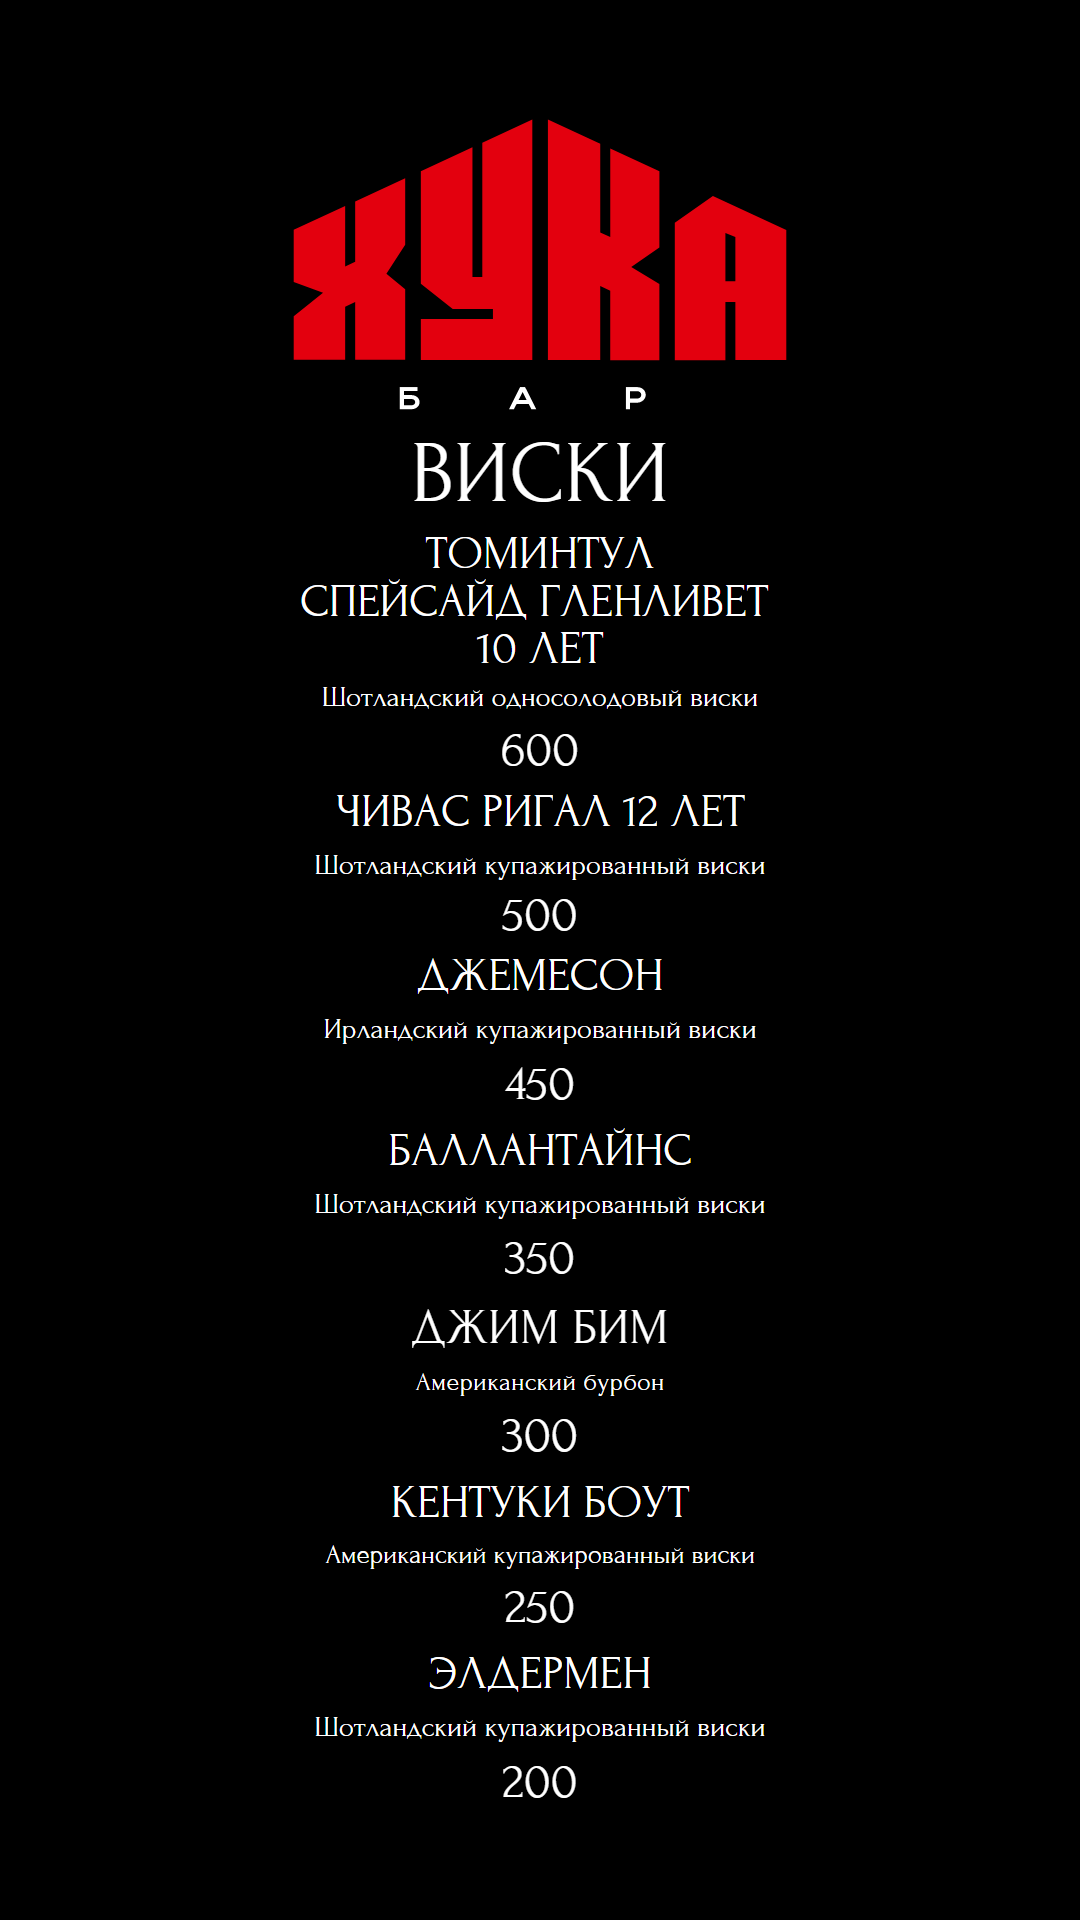 ХУКА
БАР
ВИСКИ
ТОМИНТУЛ
СПЕЙСАЙД ГЛЕНЛИВЕТ
10 ЛЕТ
Шотландский односолодовый виски
600
ЧИВАС РИГАЛ 12 ЛЕТ
Шотландский купажированный виски
500
ДЖЕМЕСОН
Ирландский купажированный виски
450
БАЛЛАНТАЙНС
Шотландский купажированный виски
350
ДЖИМ БИМ
Американский бурбон
300
КЕНТУКИ БОУТ
Американский купажированный виски
250
ЭЛДЕРМЕН
Шотландский купажированный виски
200